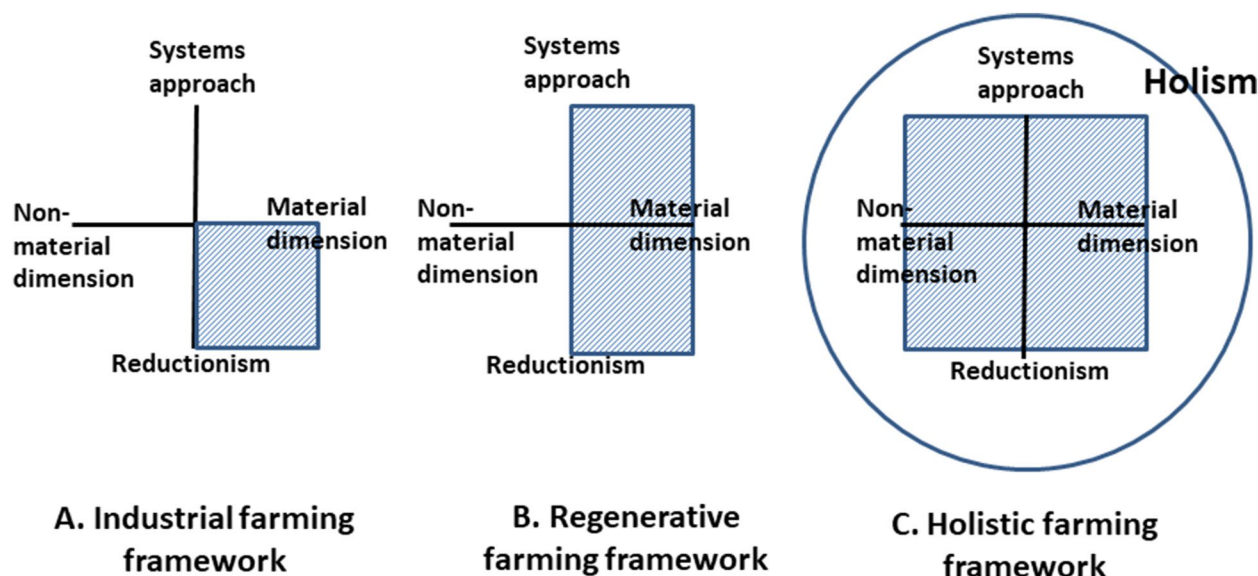 Systems
approach
Non-
material
dimension
Material
dimension
Reductionism
A. Industrial farming
framework
Systems
approach
Non-
material
dimension
Material
dimension
Reductionism
B. Regenerative
farming framework
Systems
approach
Holism
Non-
material
dimension
Material
dimension
Reductionism
C. Holistic farming
framework